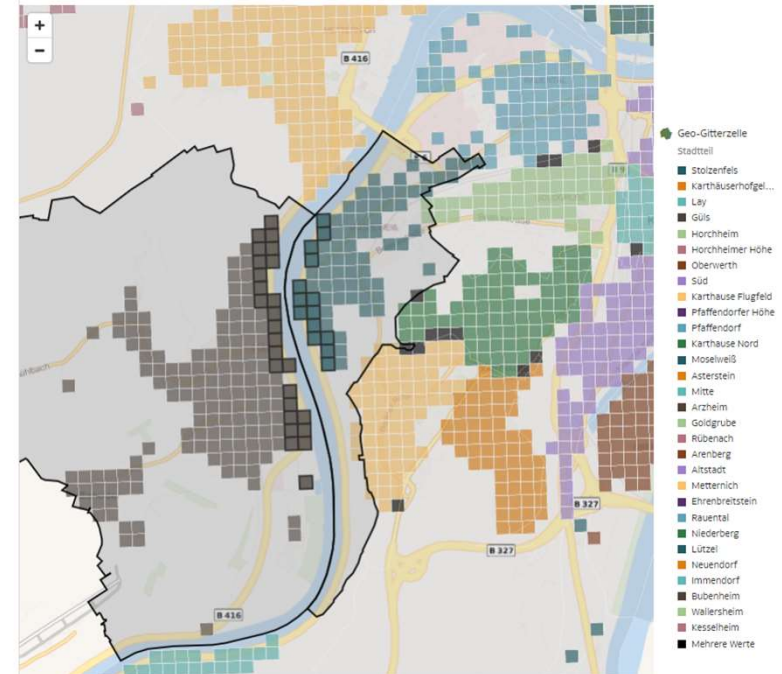 +
−
B 416
Geo-Gitterzelle
Stadtteil
Stolzenfels
Karthäuserhofgel...
Lay
Güls
Horchheim
Horchheimer Höhe
Oberwerth
Süd
Karthause Flugfeld
Pfaffendorfer Höhe
Pfaffendorf
Karthause Nord
Moselweiß
Asterstein
Mitte
Arzheim
Goldgrube
Rübenach
Arenberg
Altstadt
Metternich
Ehrenbreitstein
Rauental
Niederberg
Lützel
Neuendorf
Immendorf
Bubenheim
Wallersheim
Kesselheim
Mehrere Werte
B 327
B 327
B 416